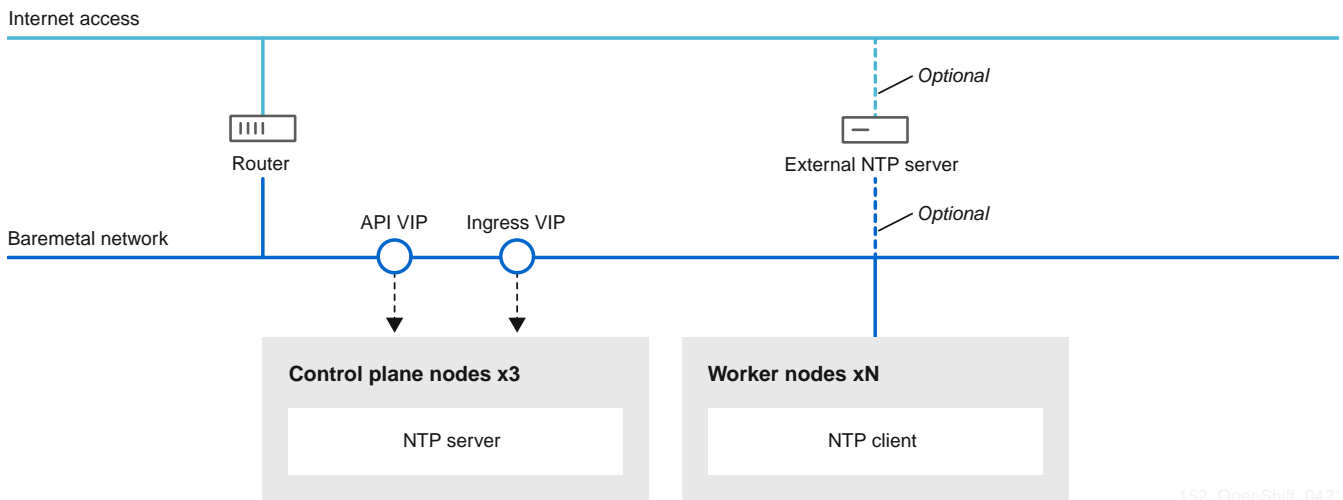 Internet access
Optional
Router
External NTP server
API VIP
Ingress VIP
Optional
Baremetal network
Control plane nodes x3
Worker nodes xN
NTP server
NTP client